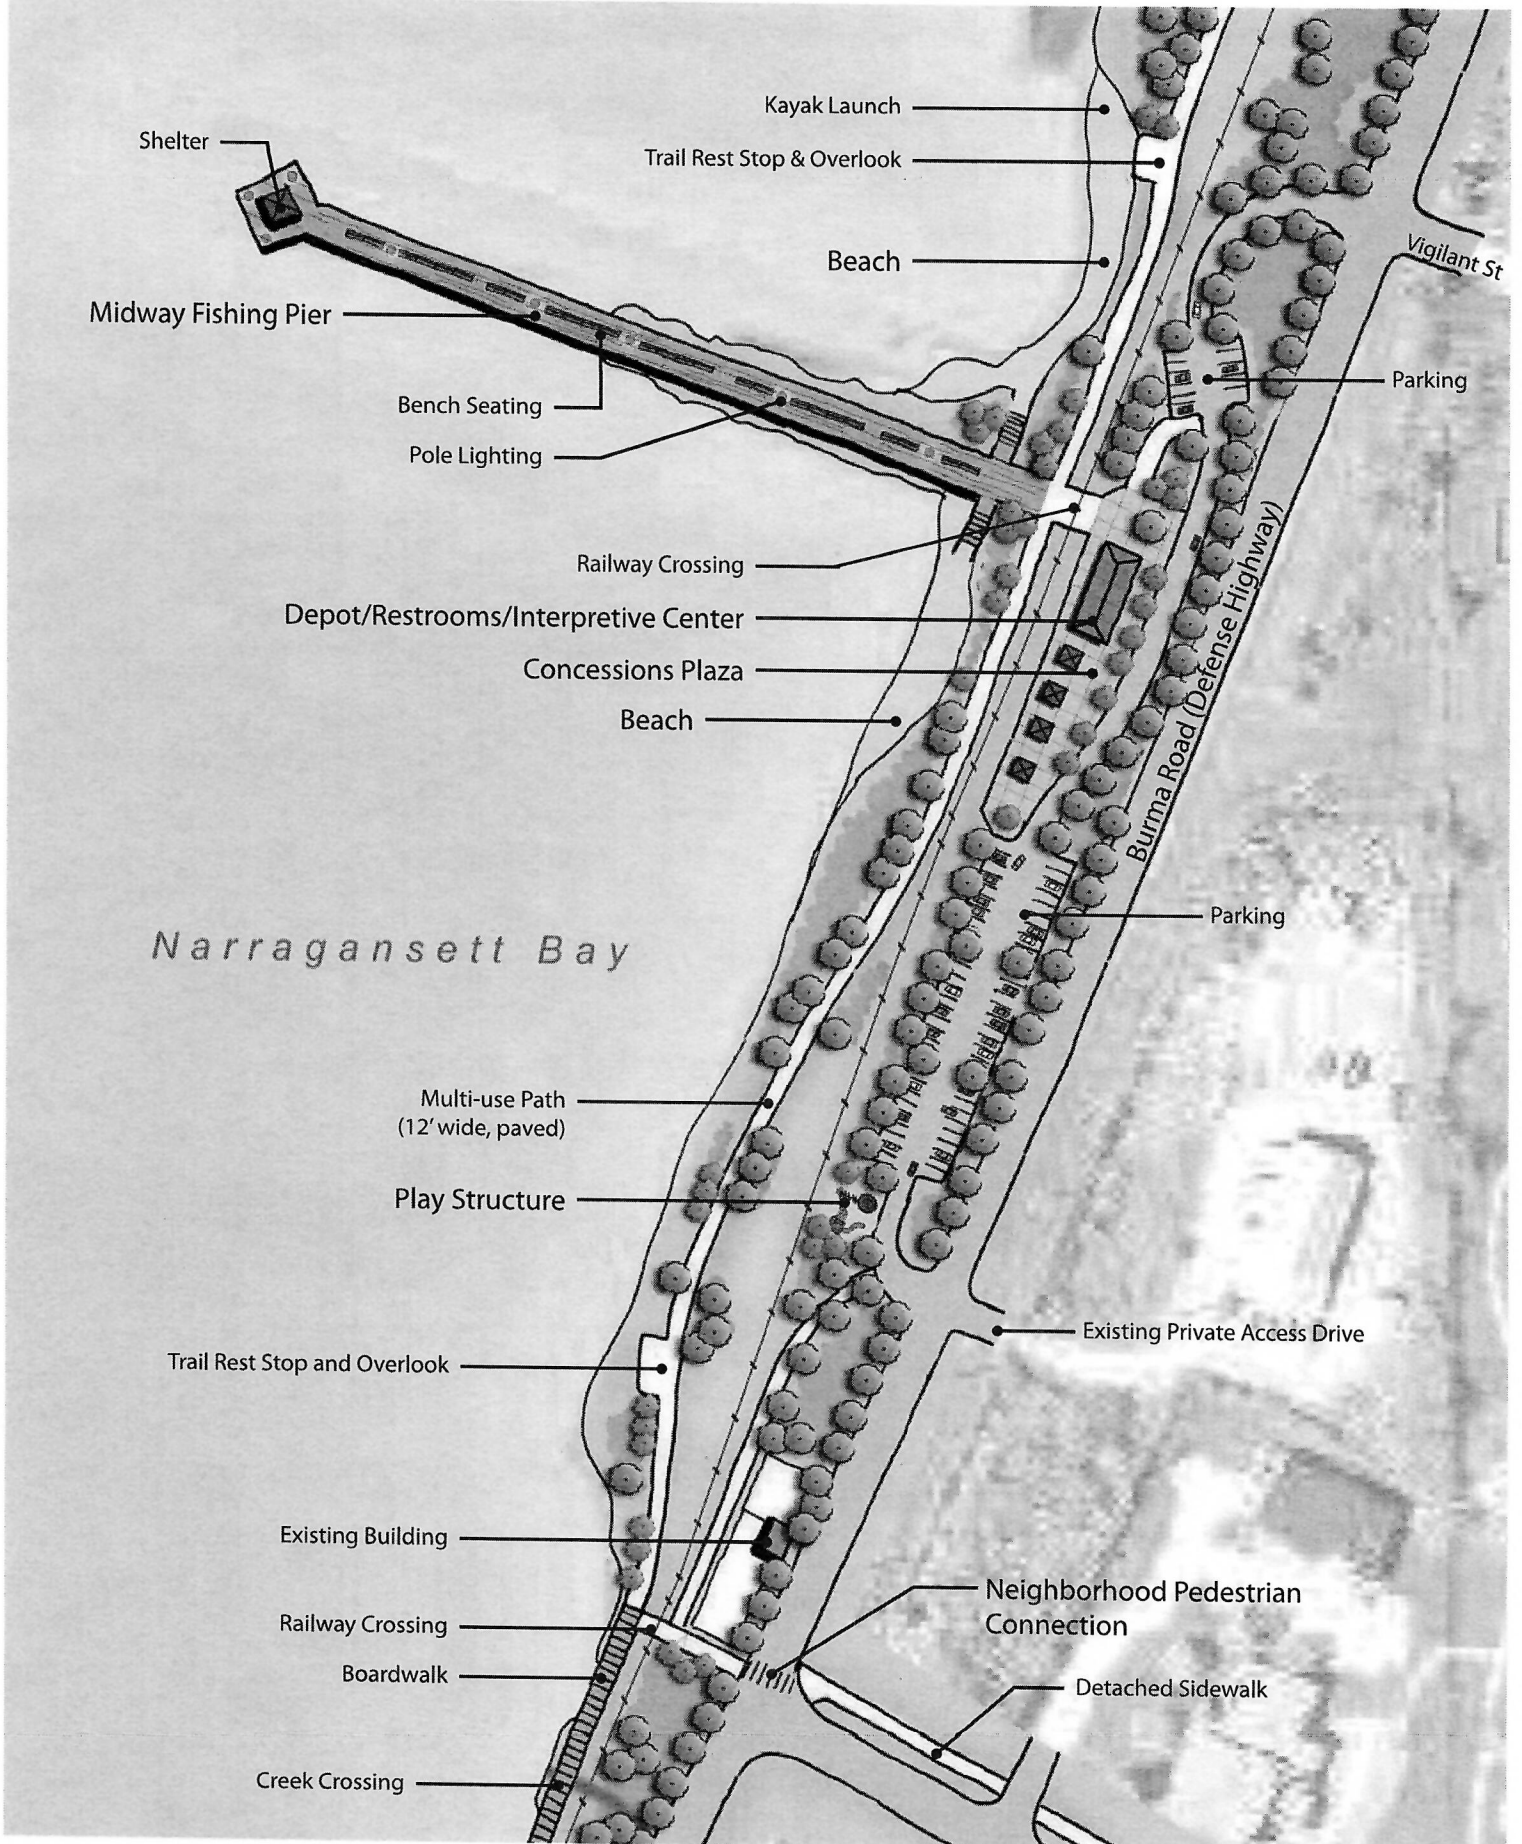 Kayak Launch
Shelter
Trail Rest Stop & Overlook
Vigilant St
Beach
Midway Fishing Pier
Parking
Bench Seating
Pole Lighting
Railway Crossing
Depot/Restrooms/Interpretive Center
Concessions Plaza
Burma Road (Defense Highway)
Beach
Parking
Narragansett Bay
Multi-use Path
(12' wide, paved)
Play Structure
Existing Private Access Drive
Trail Rest Stop and Overlook
Existing Building
Neighborhood Pedestrian
Connection
Railway Crossing
Boardwalk
Detached Sidewalk
Creek Crossing